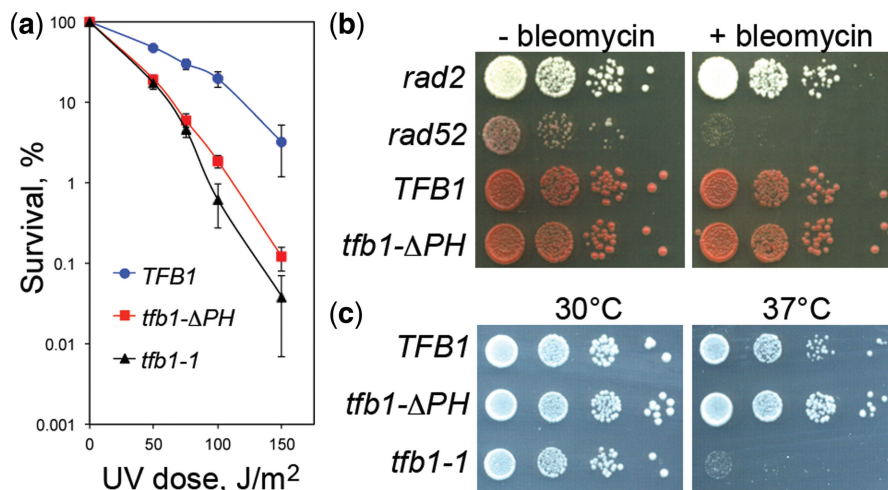 (a)
100
10
1
0.1
0.01
0.001
Survival, %
TFB1
tfb1-ΔPH
tfb1-1
0 50 100 150
UV dose, J/m²
(b)
- bleomycin + bleomycin
rad2
rad52
TFB1
tfb1-ΔPH
(c)
30°C 37°C
TFB1
tfb1-ΔPH
tfb1-1